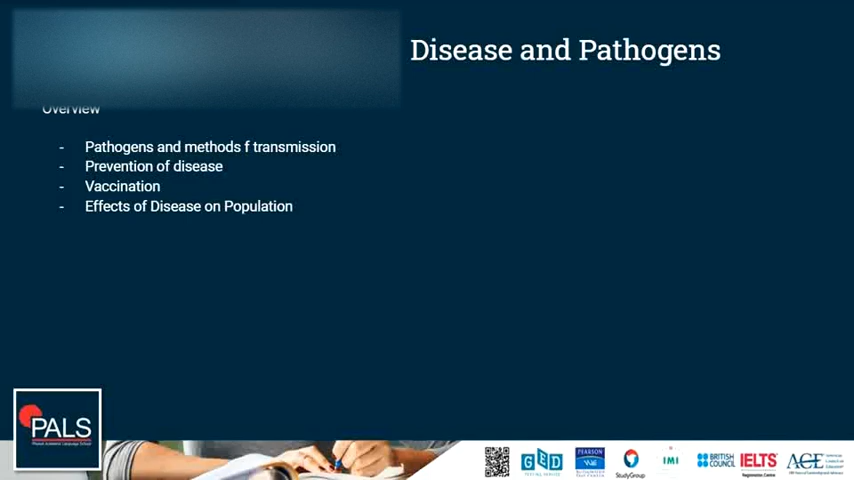 Disease and Pathogens
Overview
- Pathogens and methods f transmission
- Prevention of disease
- Vaccination
- Effects of Disease on Population
PALS
GED
PEARSON
StudyGroup
IMI
BRITISH COUNCIL
IELTS
ACE